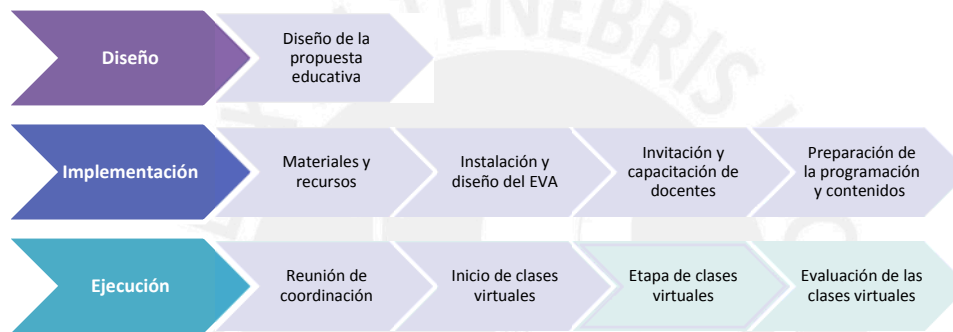 Diseño
Diseño de la
propuesta
educativa
Implementación
Materiales y
recursos
Instalación y
diseño del EVA
Invitación y
capacitación de
docentes
Preparación de
la programación
y contenidos
Ejecución
Reunión de
coordinación
Inicio de clases
virtuales
Etapa de clases
virtuales
Evaluación de las
clases virtuales
TENEBRIS